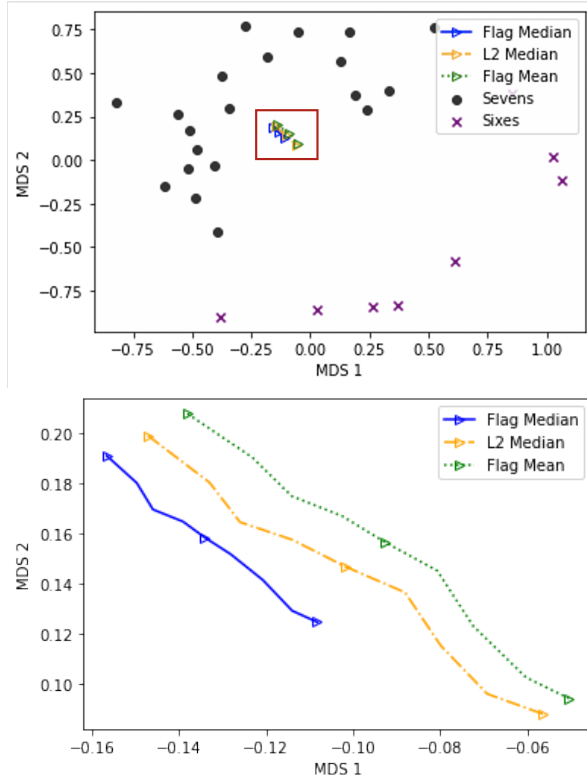 0.75
0.50
0.25
0.00
−0.25
−0.50
−0.75
MDS 2
Flag Median
L2 Median
Flag Mean
Sevens
Sixes
−0.75 −0.50 −0.25 0.00 0.25 0.50 0.75 1.00
MDS 1
0.20
0.18
0.16
0.14
0.12
0.10
MDS 2
Flag Median
L2 Median
Flag Mean
−0.16 −0.14 −0.12 −0.10 −0.08 −0.06
MDS 1